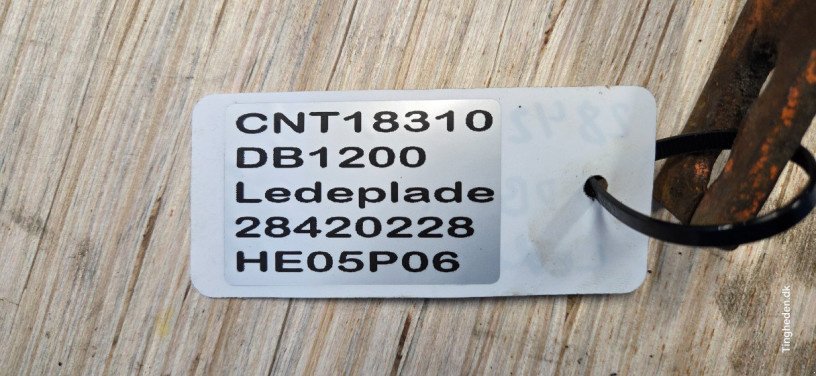 CNT18310
DB1200
Ledeplade
28420228
HE05P06
Tingheden.dk